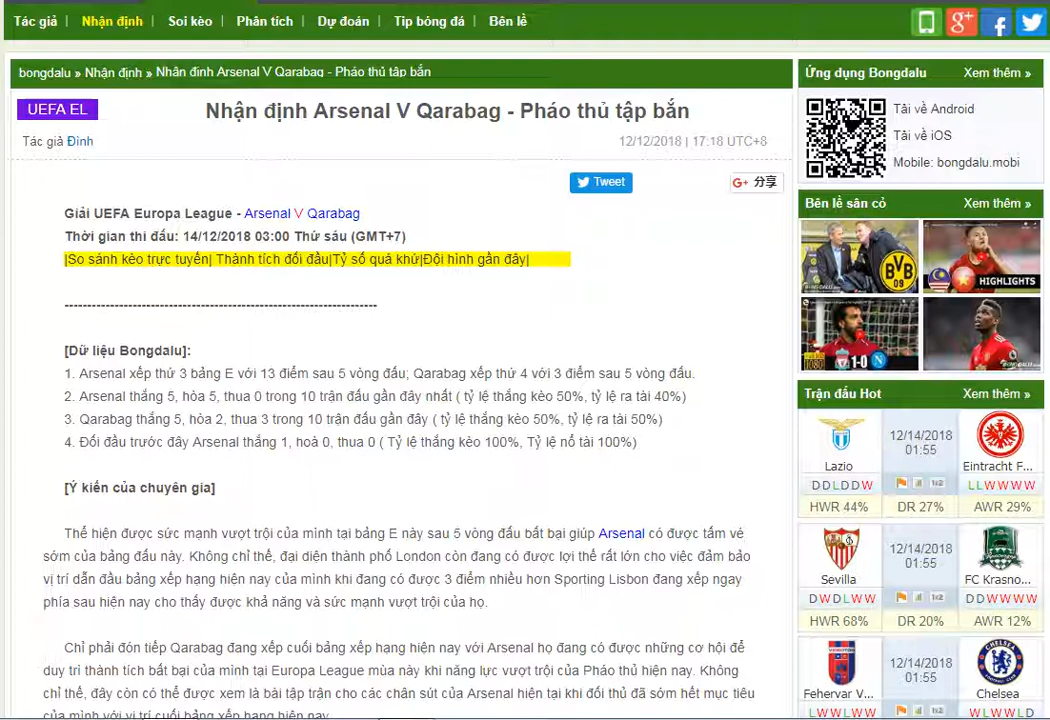 Tác giả | Nhận định | Soi kèo | Phân tích | Dự đoán | Tip bóng đá | Bên lề
bongdalu » Nhận định » Nhận định Arsenal V Qarabag - Pháo thủ tập bắn
UEFA EL
Nhận định Arsenal V Qarabag - Pháo thủ tập bắn
Tác giả Đình
12/12/2018 | 17:18 UTC+8
Tweet
G+ 分享
Giải UEFA Europa League - Arsenal V Qarabag
Thời gian thi đấu: 14/12/2018 03:00 Thứ sáu (GMT+7)
|So sánh kèo trực tuyến| Thành tích đối đầu|Tỷ số quá khứ|Đội hình gần đây|
---------------------------------------------------------------------
[Dữ liệu Bongdalu]:
1. Arsenal xếp thứ 3 bảng E với 13 điểm sau 5 vòng đấu; Qarabag xếp thứ 4 với 3 điểm sau 5 vòng đấu.
2. Arsenal thắng 5, hòa 5, thua 0 trong 10 trận đấu gần đây nhất ( tỷ lệ thắng kèo 50%, tỷ lệ ra tài 40%)
3. Qarabag thắng 5, hòa 2, thua 3 trong 10 trận đấu gần đây ( tỷ lệ thắng kèo 50%, tỷ lệ ra tài 50%)
4. Đối đầu trước đây Arsenal thắng 1, hoà 0, thua 0 ( Tỷ lệ thắng kèo 100%, Tỷ lệ nổ tài 100%)
[Ý kiến của chuyên gia]
Thể hiện được sức mạnh vượt trội của mình tại bảng E này sau 5 vòng đấu bất bại giúp Arsenal có được tấm vé
sớm của bảng đấu này. Không chỉ thế, đại diện thành phố London còn đang có được lợi thế rất lớn cho việc đảm bảo
vị trí dẫn đầu bảng xếp hạng hiện nay của mình khi đang có được 3 điểm nhiều hơn Sporting Lisbon đang xếp ngay
phía sau hiện nay cho thấy được khả năng và sức mạnh vượt trội của họ.
Chỉ phải đón tiếp Qarabag đang xếp cuối bảng xếp hạng hiện nay với Arsenal họ đang có được những cơ hội để
duy trì thành tích bất bại của mình tại Europa League mùa này khi năng lực vượt trội của Pháo thủ hiện nay. Không
chỉ thế, đây còn có thể được xem là bài tập trận cho các chân sút của Arsenal hiện tại khi đối thủ đã sớm hết mục tiêu
của mình với vị trí cuối bảng xếp hạng hiện nay.
Ứng dụng Bongdalu Xem thêm »
Tải về Android
Tải về iOS
Mobile: bongdalu.mobi
Bên lề sân cỏ Xem thêm »
BVB
09
HIGHLIGHTS
1-0
Trận đấu Hot Xem thêm »
12/14/2018
01:55
Lazio Eintracht F...
DDLDDW LLWWWW
HWR 44% DR 27% AWR 29%
12/14/2018
01:55
Sevilla FC Krasno...
DWDLWW DDWWWW
HWR 68% DR 20% AWR 12%
12/14/2018
01:55
Fehervar V... Chelsea
LWWLWW WLWWLD